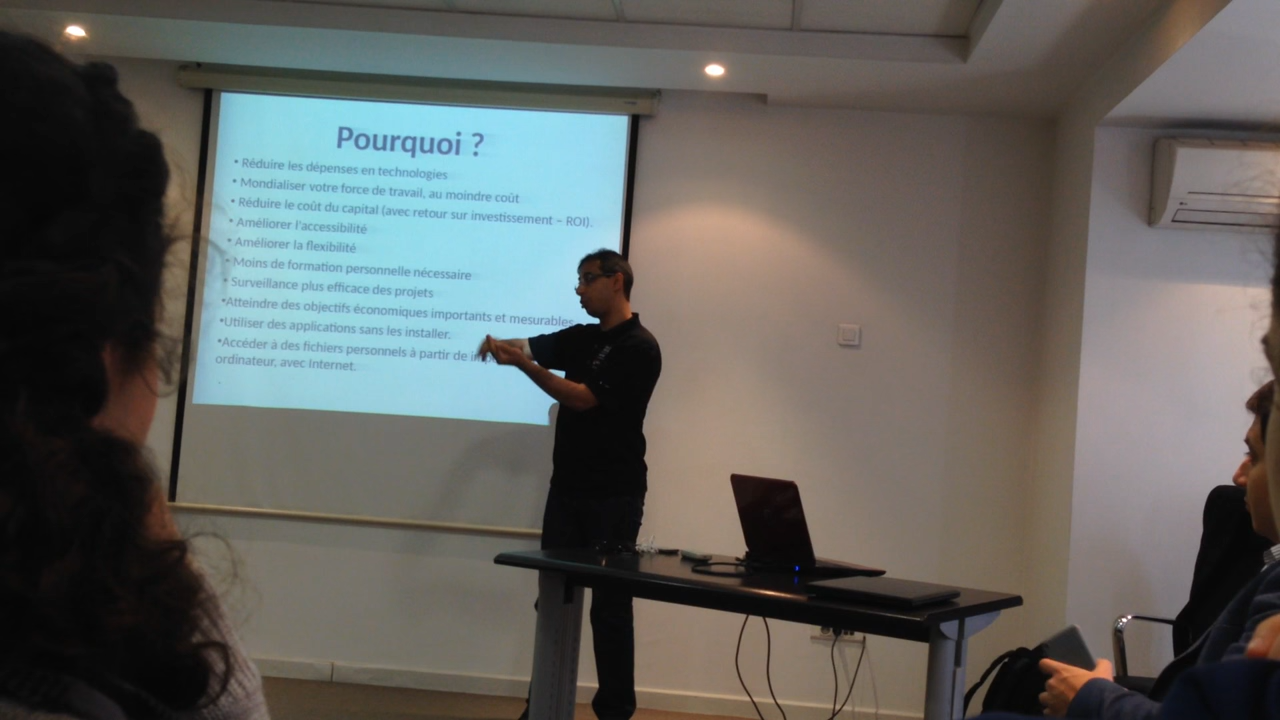 Pourquoi ?
• Réduire les dépenses en technologies
• Mondialiser votre force de travail, au moindre coût
• Réduire le coût du capital (avec retour sur investissement – ROI).
• Améliorer l'accessibilité
• Améliorer la flexibilité
• Moins de formation personnelle nécessaire
• Surveillance plus efficace des projets
•Atteindre des objectifs économiques importants et mesurables
•Utiliser des applications sans les installer.
•Accéder à des fichiers personnels à partir de
ordinateur, avec Internet.